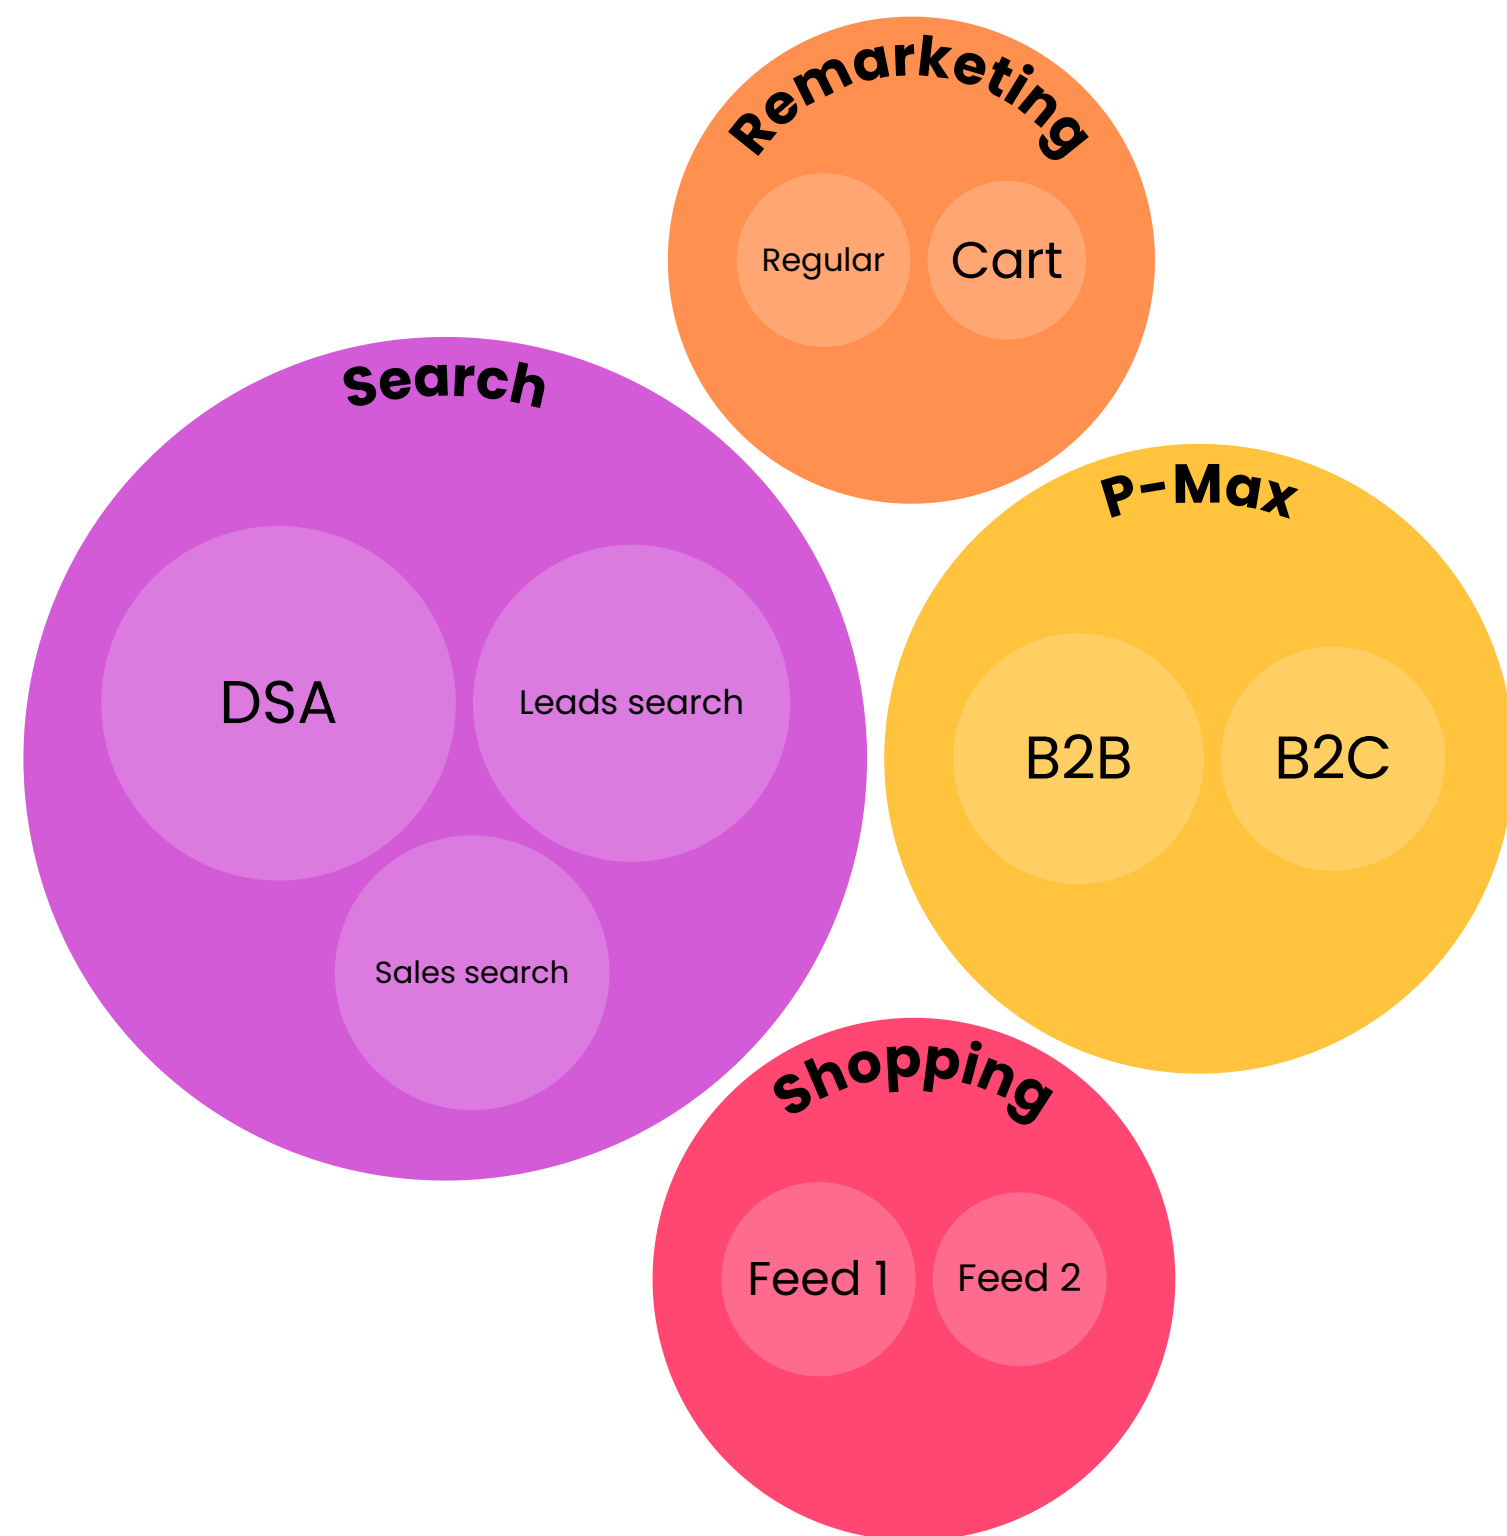 Remarketing
Regular
Cart
Search
DSA
Leads search
Sales search
P-Max
B2B
B2C
Shopping
Feed 1
Feed 2